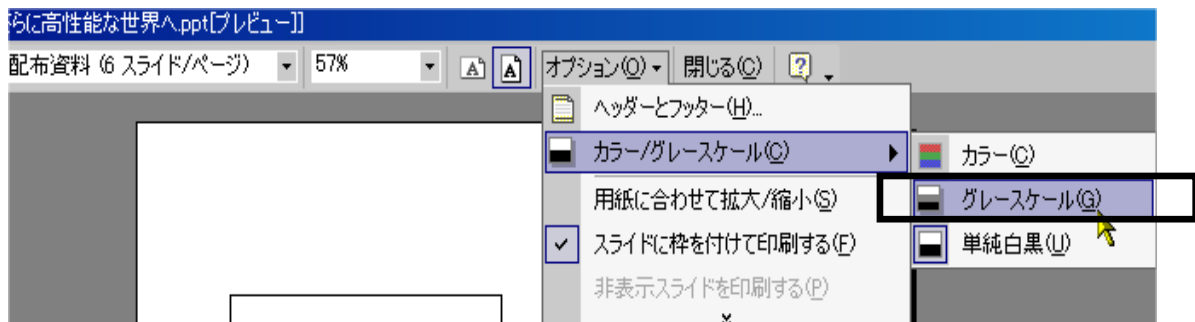 らに高性能な世界へ.ppt[プレビュー]]
配布資料 (6 スライド/ページ) 57% A A オプション(O) 閉じる(C) ?
ヘッダーとフッター(H)...
カラー/グレースケール(C)
カラー(C)
用紙に合わせて拡大/縮小(S)
グレースケール(G)
スライドに枠を付けて印刷する(F)
単純白黒(U)
非表示スライドを印刷する(P)